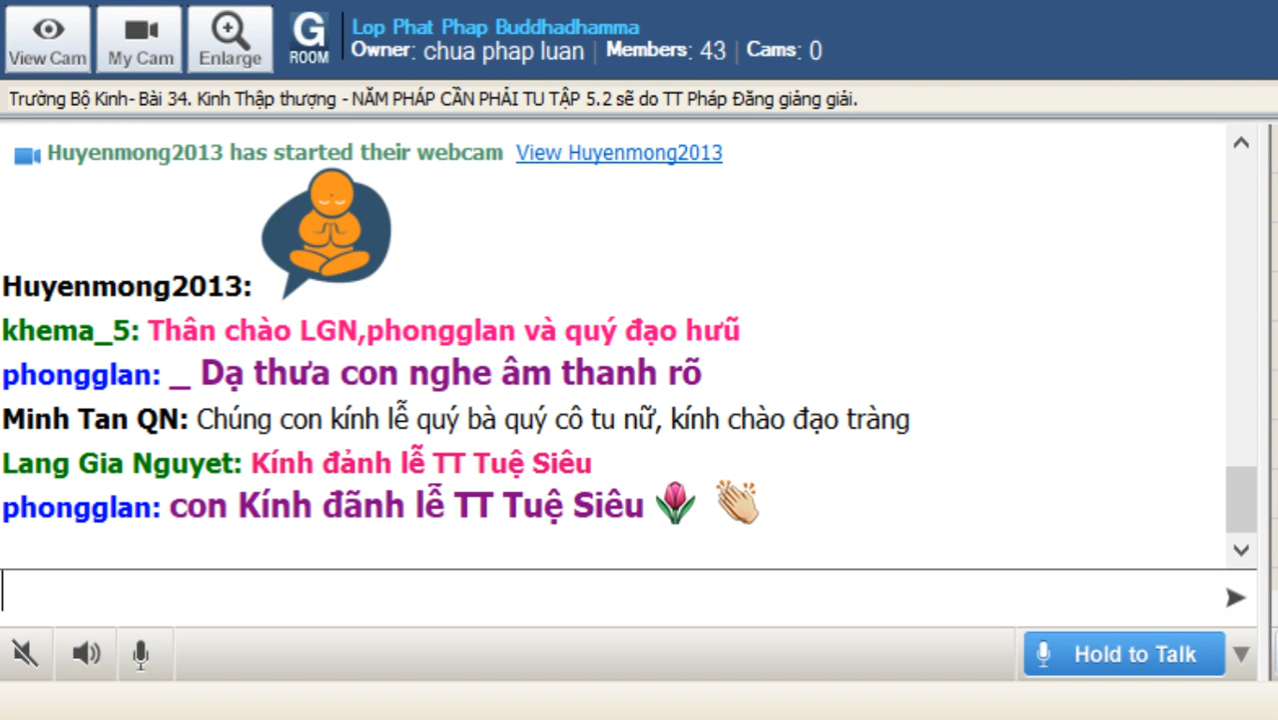 View Cam
My Cam
Enlarge
G
ROOM
Lop Phat Phap Buddhadhamma
Owner: chua phap luan | Members: 43 | Cams: 0
Trường Bộ Kinh- Bài 34. Kinh Thập thượng - NĂM PHÁP CẦN PHẢI TU TẬP 5.2 sẽ do TT Pháp Đăng giảng giải.
Huyenmong2013 has started their webcam View Huyenmong2013
Huyenmong2013:
khema_5: Thân chào LGN,phongglan và quý đạo hưũ
phongglan: _ Dạ thưa con nghe âm thanh rõ
Minh Tan QN: Chúng con kính lễ quý bà quý cô tu nữ, kính chào đạo tràng
Lang Gia Nguyet: Kính đảnh lễ TT Tuệ Siêu
phongglan: con Kính đãnh lễ TT Tuệ Siêu
Hold to Talk